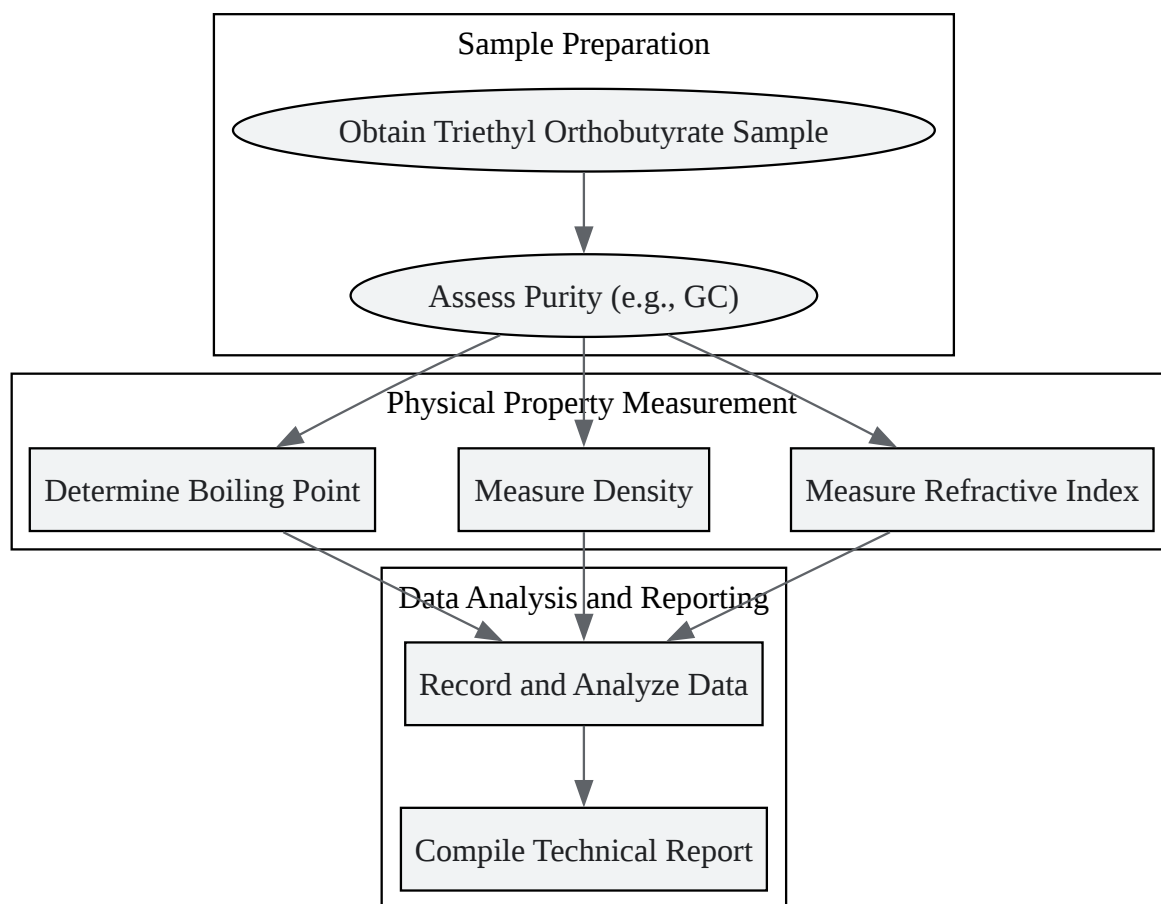 Sample Preparation
Obtain Triethyl Orthobutyrate Sample
Assess Purity (e.g., GC)
Physical Property Measurement
Determine Boiling Point
Measure Density
Measure Refractive Index
Data Analysis and Reporting
Record and Analyze Data
Compile Technical Report